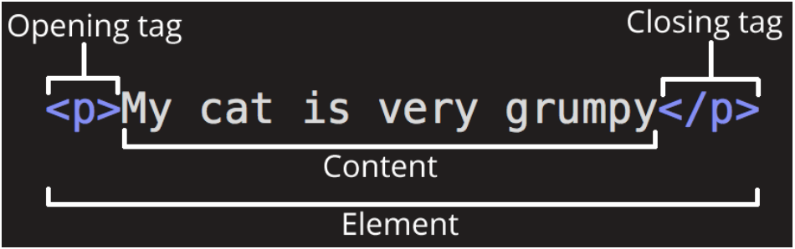 Opening tag
Closing tag
<p>My cat is very grumpy</p>
Content
Element